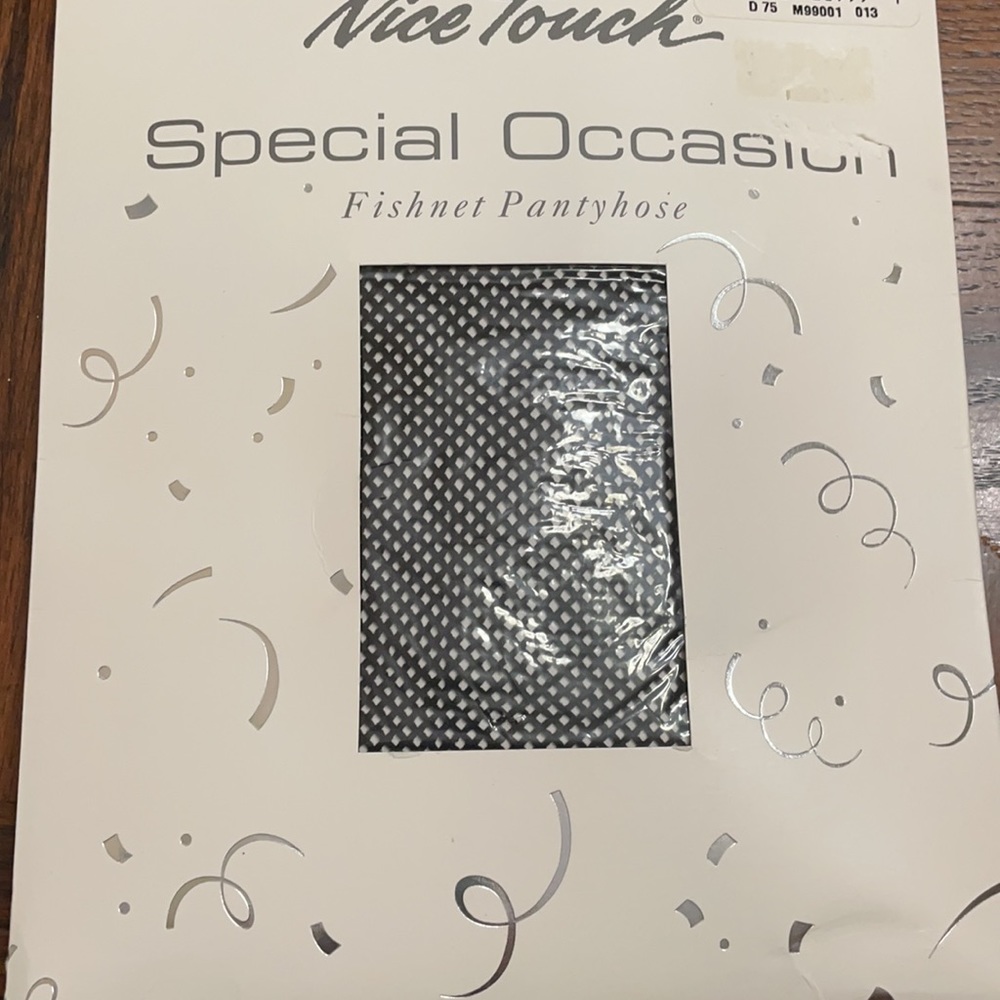 D 75 M99001 013
Nice Touch®
Special Occasion
Fishnet Pantyhose